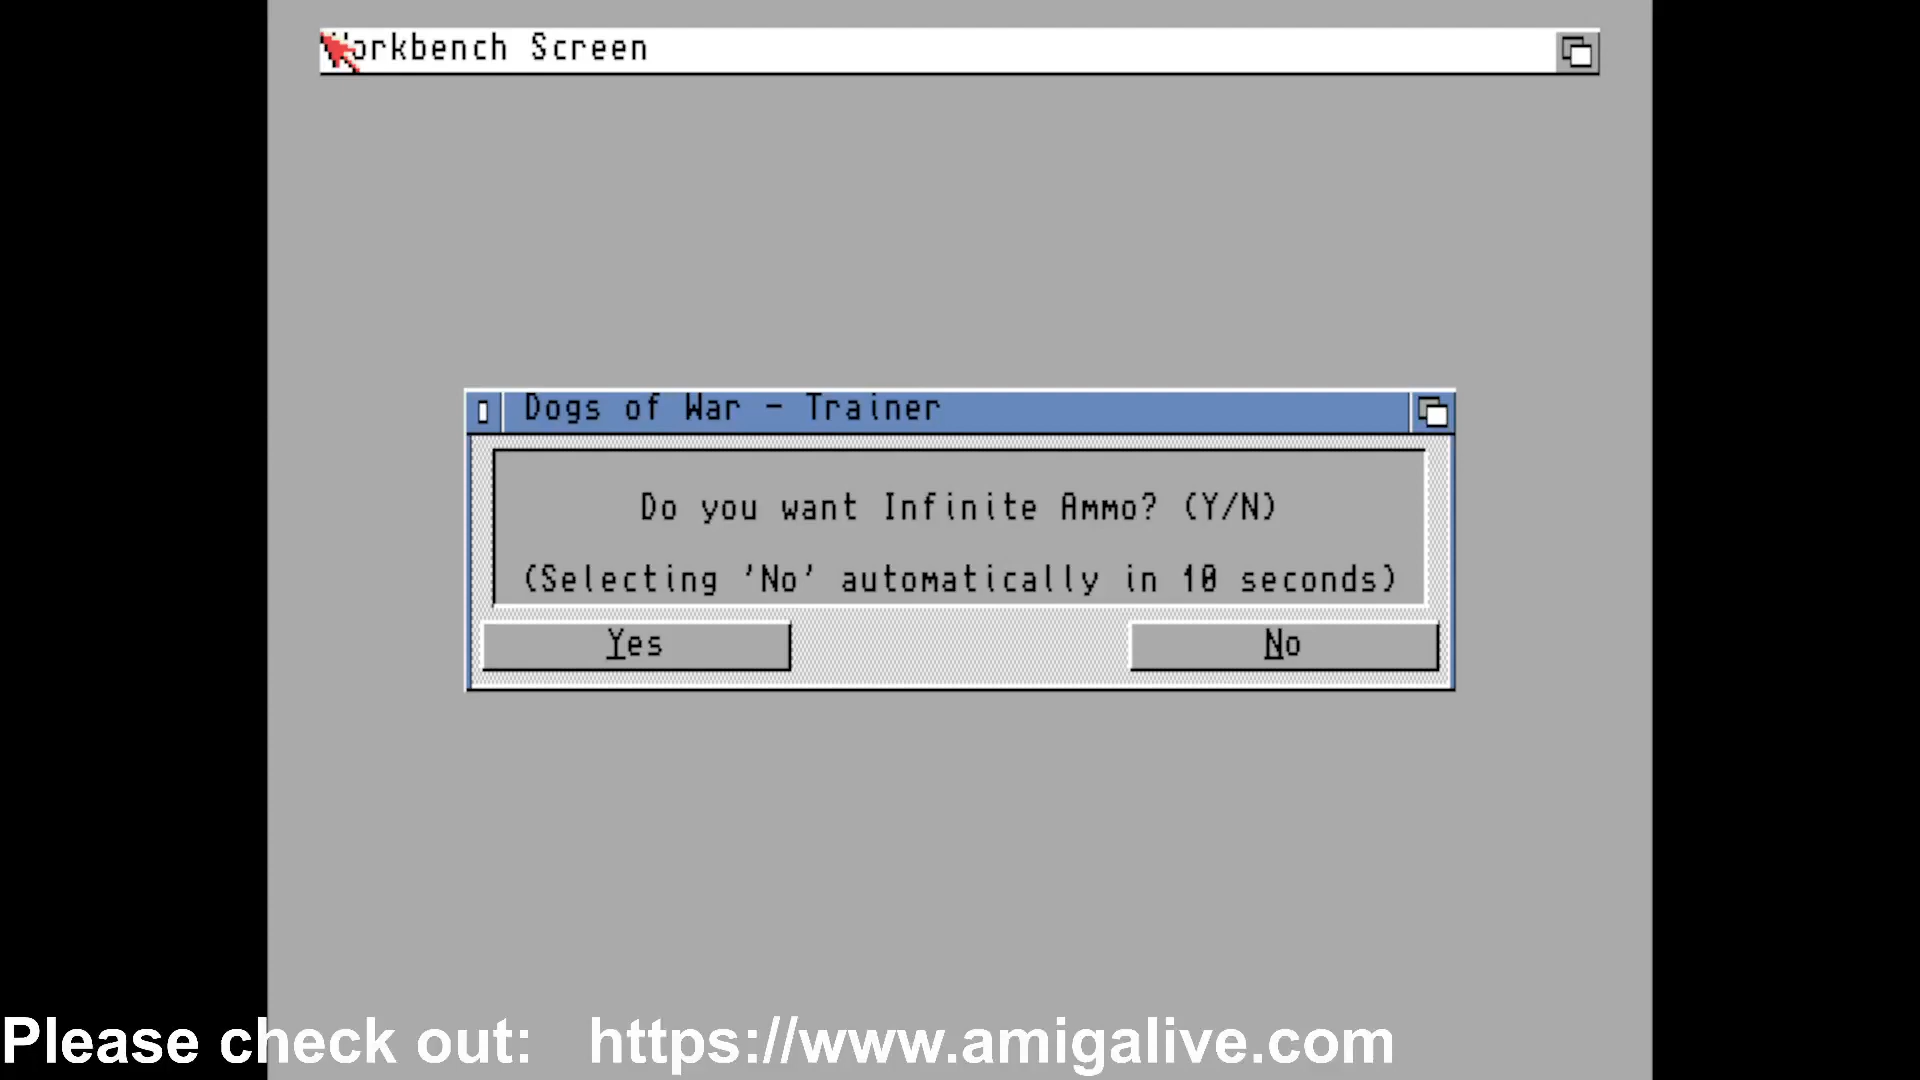 Workbench Screen
Dogs of War - Trainer
Do you want Infinite Ammo? (Y/N)
(Selecting 'No' automatically in 10 seconds)
Yes
No
Please check out: https://www.amigalive.com